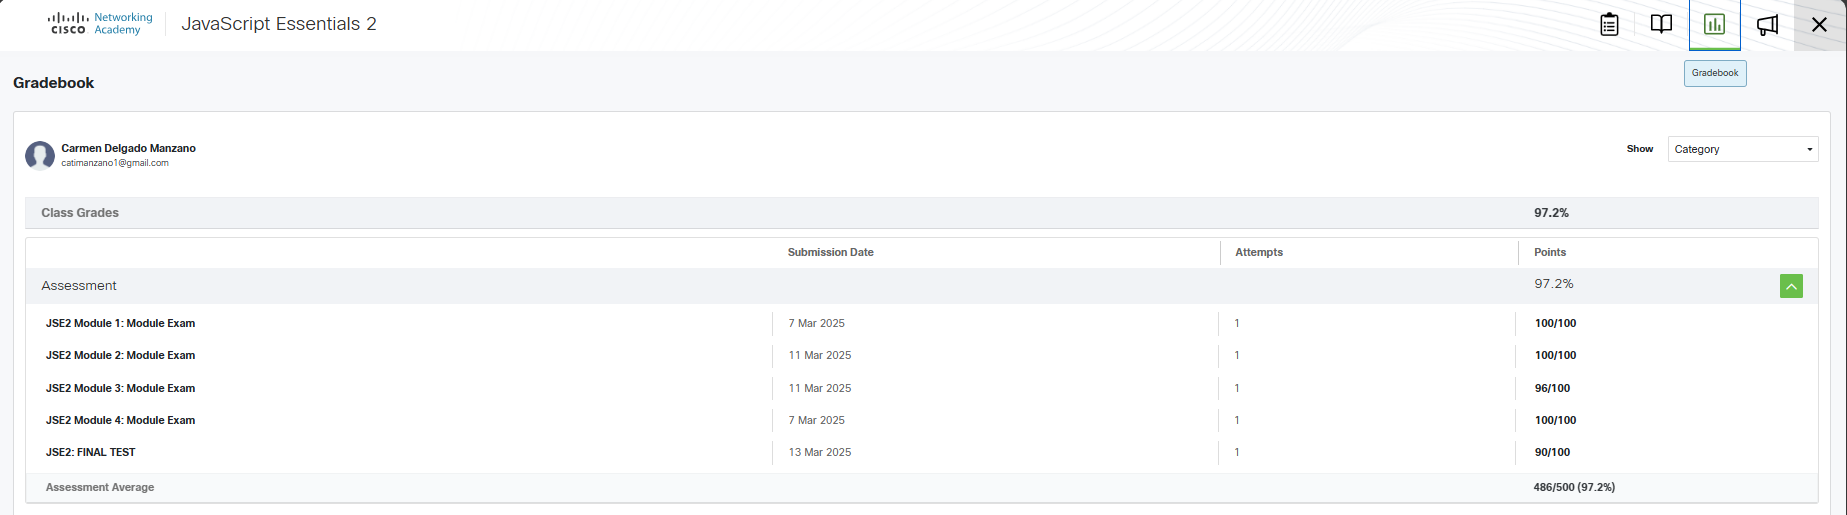 CISCO Networking Academy
JavaScript Essentials 2
Gradebook
Gradebook
Carmen Delgado Manzano
catimanzano1@gmail.com
Show Category
Class Grades 97.2%
Submission Date Attempts Points
Assessment 97.2%
JSE2 Module 1: Module Exam 7 Mar 2025 1 100/100
JSE2 Module 2: Module Exam 11 Mar 2025 1 100/100
JSE2 Module 3: Module Exam 11 Mar 2025 1 96/100
JSE2 Module 4: Module Exam 7 Mar 2025 1 100/100
JSE2: FINAL TEST 13 Mar 2025 1 90/100
Assessment Average 486/500 (97.2%)